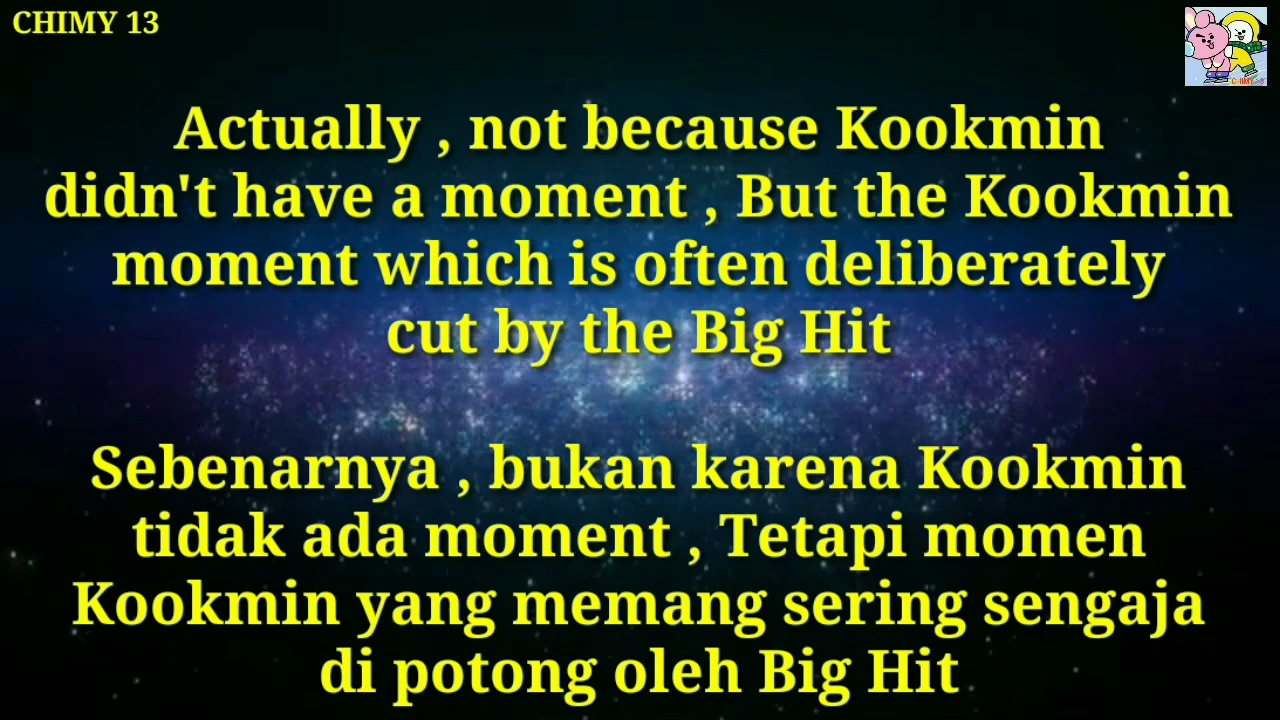 CHIMY 13
Actually , not because Kookmin
didn't have a moment , But the Kookmin
moment which is often deliberately
cut by the Big Hit
Sebenarnya , bukan karena Kookmin
tidak ada moment , Tetapi momen
Kookmin yang memang sering sengaja
di potong oleh Big Hit